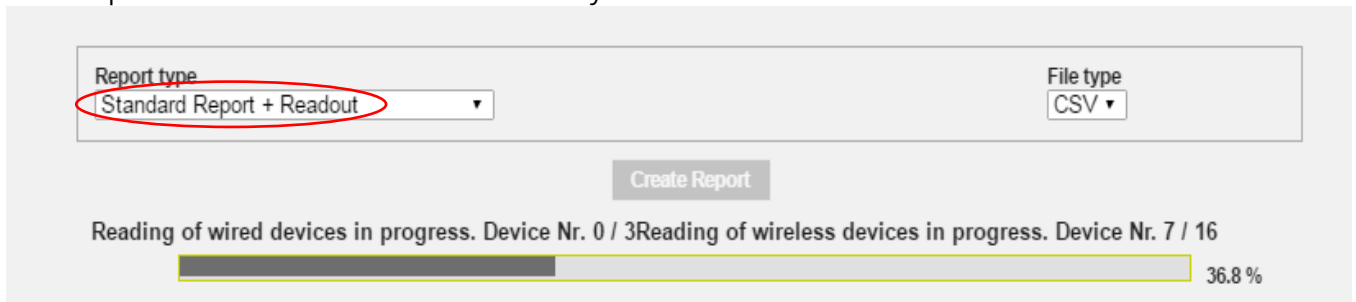 Report type
File type
Standard Report + Readout
CSV
Create Report
Reading of wired devices in progress. Device Nr. 0 / 3Reading of wireless devices in progress. Device Nr. 7 / 16
36.8 %